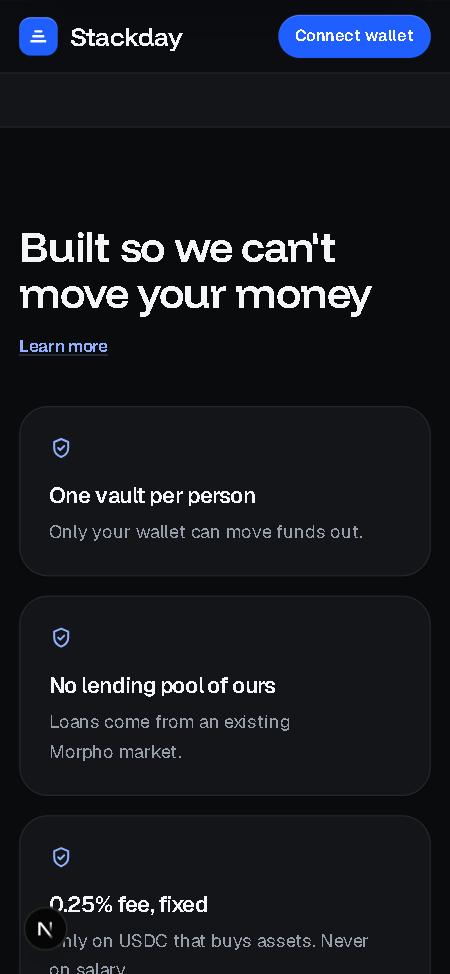 Stackday
Connect wallet
Built so we can't
move your money
Learn more
One vault per person
Only your wallet can move funds out.
No lending pool of ours
Loans come from an existing
Morpho market.
0.25% fee, fixed
Only on USDC that buys assets. Never
on salary
N